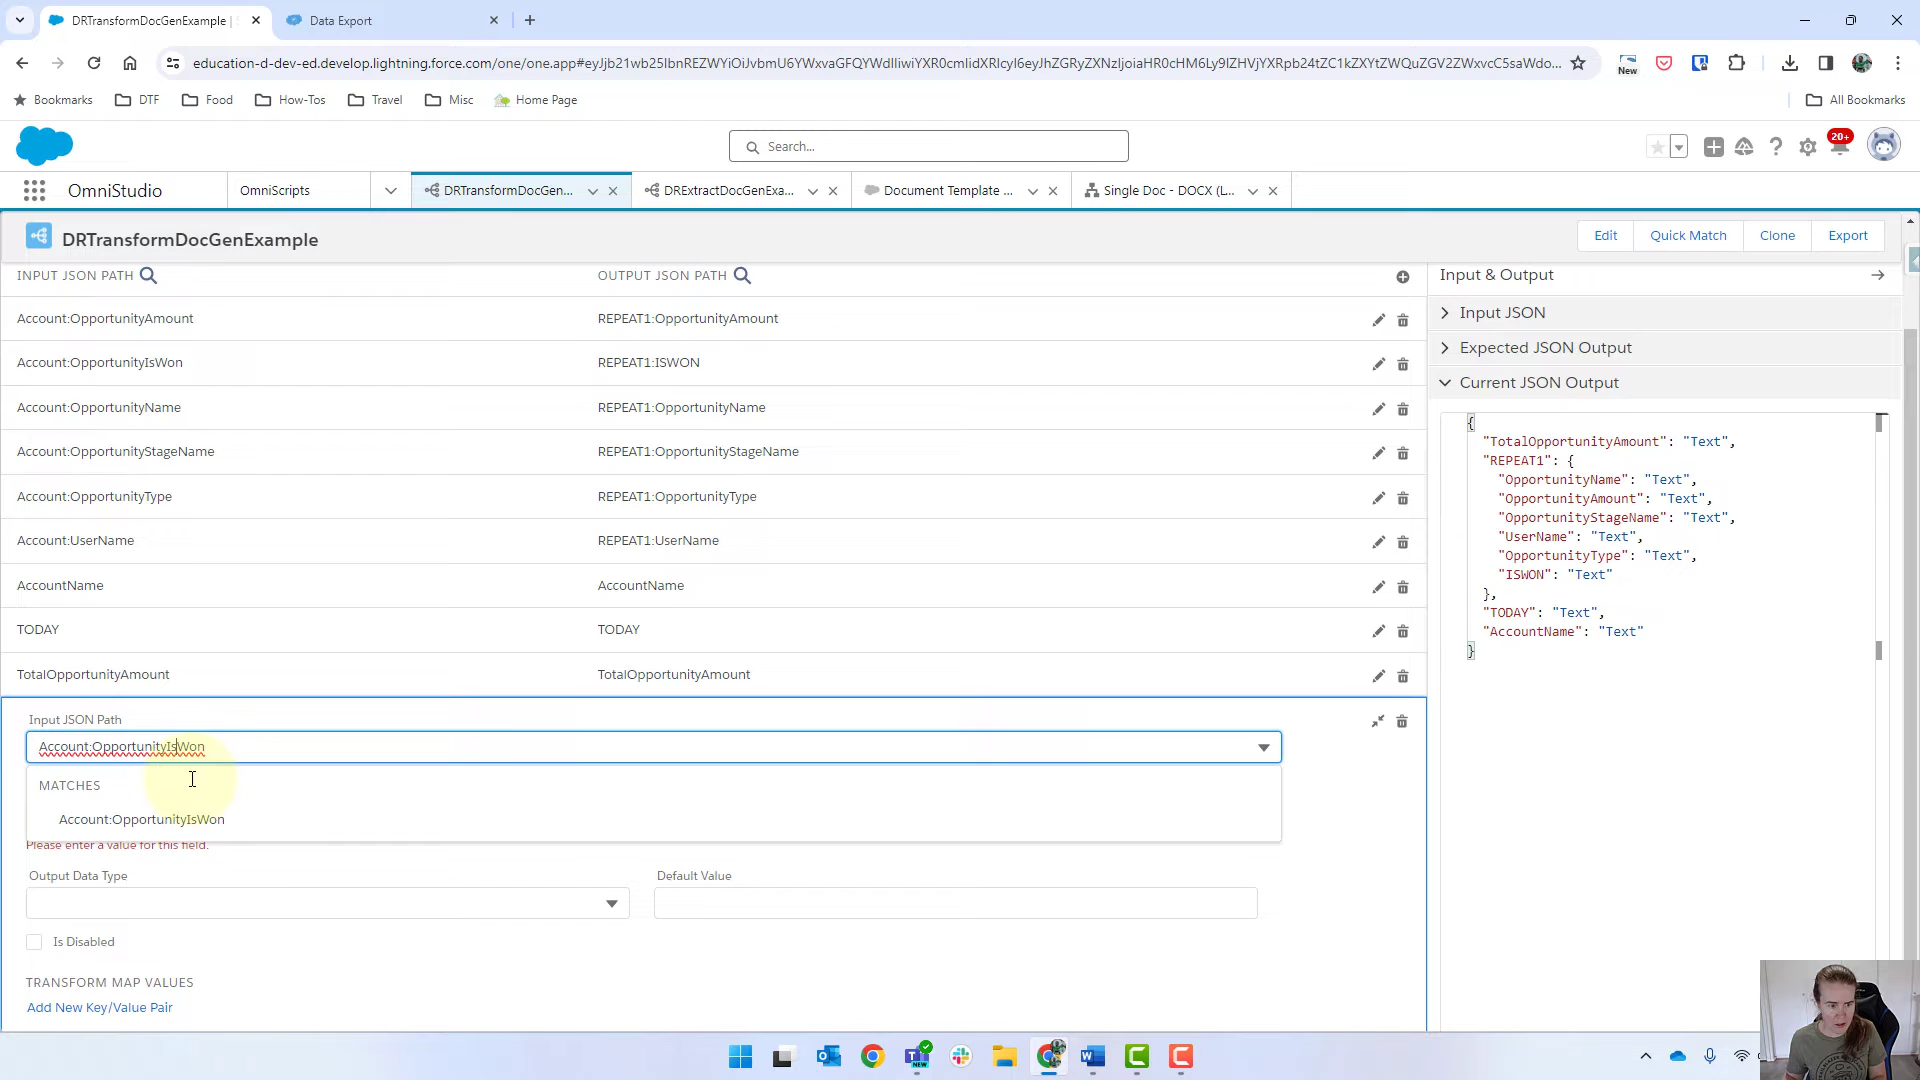 DRTransformDocGenExample |
Data Export
education-d-dev-ed.develop.lightning.force.com/one/one.app#
New
Bookmarks
DTF
Food
How-Tos
Travel
Misc
Home Page
All Bookmarks
Search...
20+
OmniStudio
OmniScripts
DRTransformDocGen...
DRExtractDocGenExa...
Document Template ...
Single Doc - DOCX (L...
DRTransformDocGenExample
Edit
Quick Match
Clone
Export
INPUT JSON PATH
OUTPUT JSON PATH
Account:OpportunityAmount
REPEAT1:OpportunityAmount
Account:OpportunityIsWon
REPEAT1:ISWON
Account:OpportunityName
REPEAT1:OpportunityName
Account:OpportunityStageName
REPEAT1:OpportunityStageName
Account:OpportunityType
REPEAT1:OpportunityType
Account:UserName
REPEAT1:UserName
AccountName
AccountName
TODAY
TODAY
TotalOpportunityAmount
TotalOpportunityAmount
Input JSON Path
Account:OpportunityIsWon
MATCHES
Account:OpportunityIsWon
Please enter a value for this field.
Output Data Type
Default Value
Is Disabled
TRANSFORM MAP VALUES
Add New Key/Value Pair
Input & Output
Input JSON
Expected JSON Output
Current JSON Output
{
"TotalOpportunityAmount": "Text",
"REPEAT1": {
"OpportunityName": "Text",
"OpportunityAmount": "Text",
"OpportunityStageName": "Text",
"UserName": "Text",
"OpportunityType": "Text",
"ISWON": "Text"
},
"TODAY": "Text",
"AccountName": "Text"
}
NEW